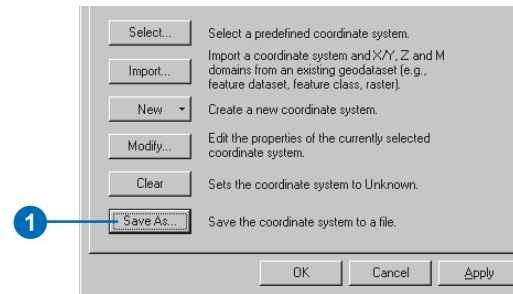 Select... Select a predefined coordinate system.
Import a coordinate system and X/Y, Z and M
Import... domains from an existing geodataset (e.g.,
feature dataset, feature class, raster).
New Create a new coordinate system.
Modify... Edit the properties of the currently selected
coordinate system.
Clear Sets the coordinate system to Unknown.
1 Save As... Save the coordinate system to a file.
OK Cancel Apply